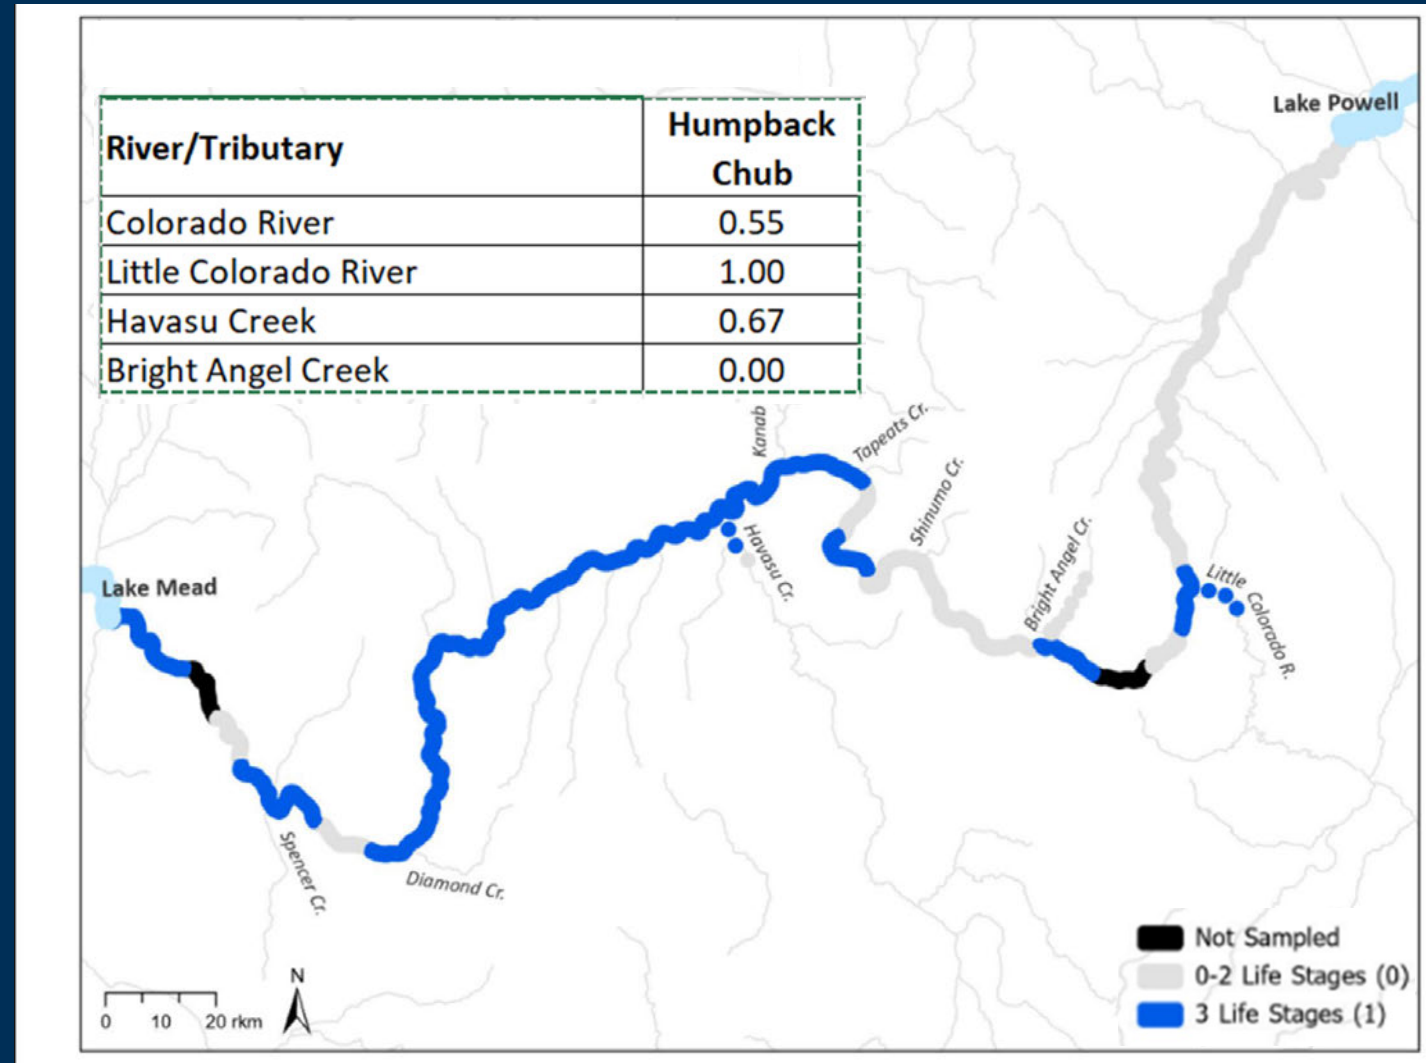 Lake Powell
River/Tributary Humpback Chub
Colorado River 0.55
Little Colorado River 1.00
Havasu Creek 0.67
Bright Angel Creek 0.00
Kanab
Tapeats Cr.
Shinumo Cr.
Havasu Cr.
Bright Angel Cr.
Little Colorado R.
Lake Mead
Spencer Cr.
Diamond Cr.
N
0 10 20 rkm
Not Sampled
0-2 Life Stages (0)
3 Life Stages (1)